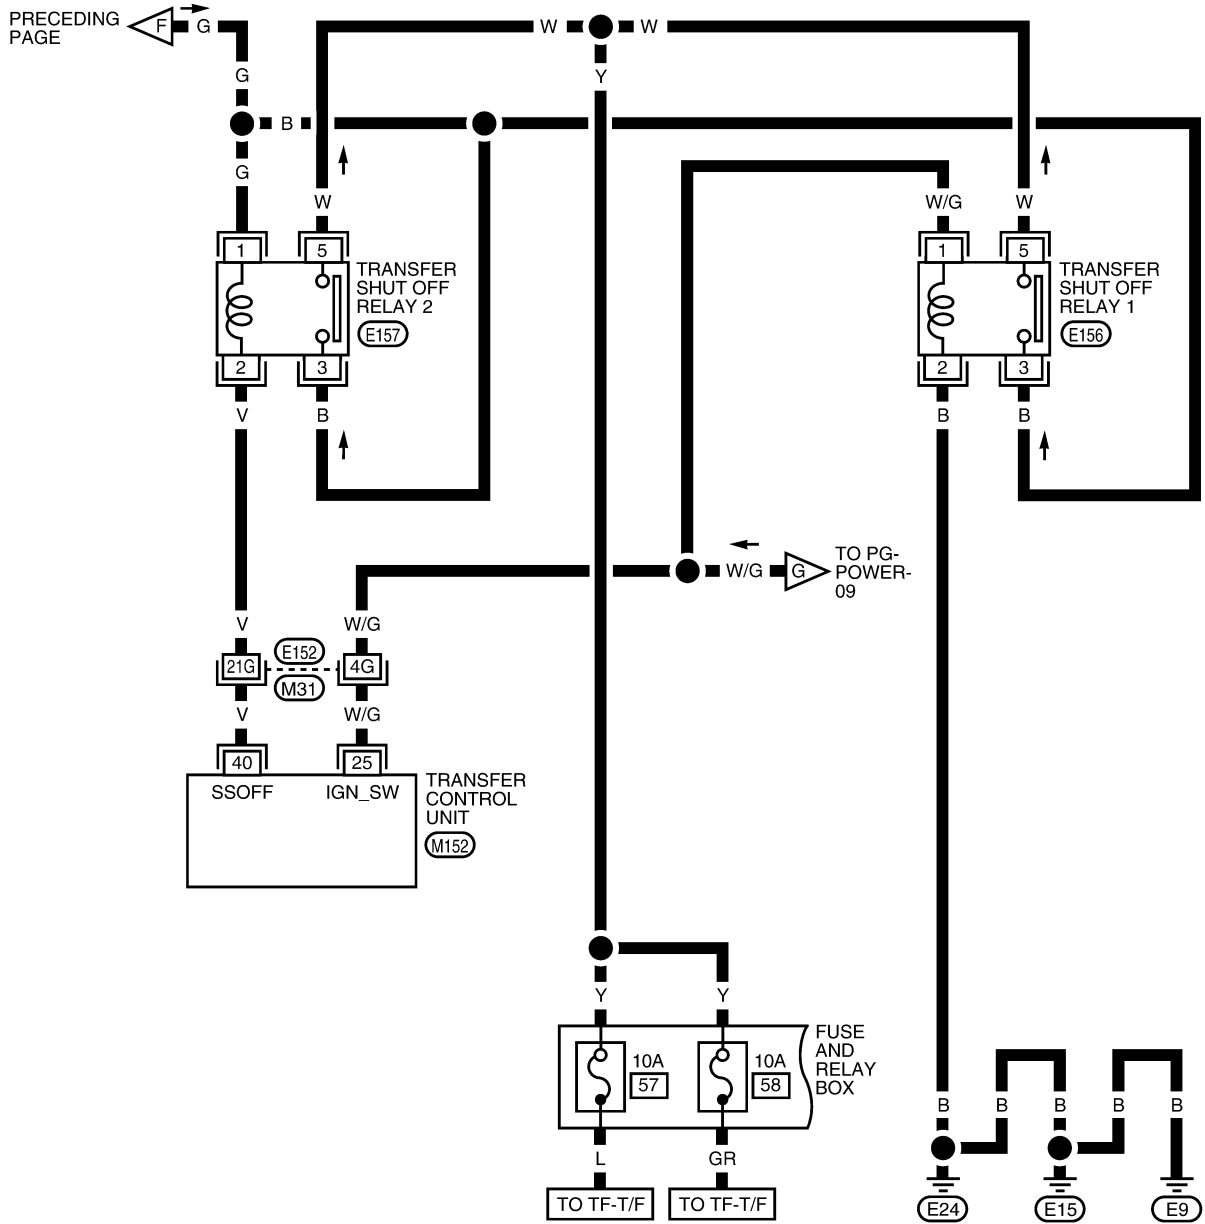 PRECEDING
PAGE
F
G
W
W
G
Y
B
G
W
W/G
W
1
5
TRANSFER
SHUT OFF
RELAY 2
E157
1
5
TRANSFER
SHUT OFF
RELAY 1
E156
2
3
2
3
V
B
B
B
W/G
G
TO PG-
POWER-
09
V
W/G
21G
E152
M31
4G
V
W/G
40
25
SSOFF
IGN_SW
TRANSFER
CONTROL
UNIT
M152
Y
Y
10A
57
10A
58
FUSE
AND
RELAY
BOX
B
B
B
B
B
L
GR
TO TF-T/F
TO TF-T/F
E24
E15
E9